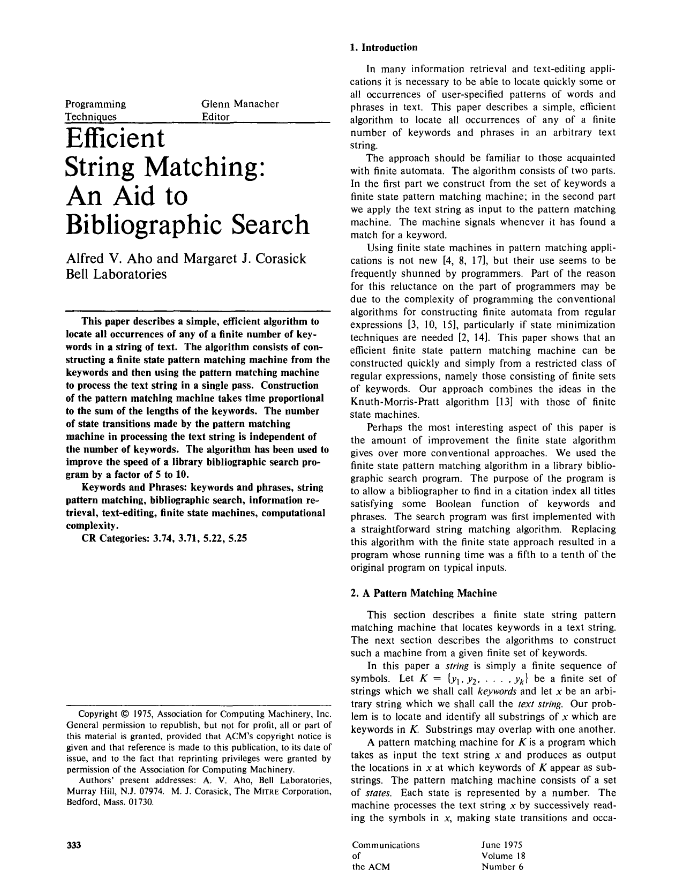 Programming
Techniques
Glenn Manacher
Editor
Efficient
String Matching:
An Aid to
Bibliographic Search
Alfred V. Aho and Margaret J. Corasick
Bell Laboratories
This paper describes a simple, efficient algorithm to
locate all occurrences of any of a finite number of key-
words in a string of text. The algorithm consists of con-
structing a finite state pattern matching machine from the
keywords and then using the pattern matching machine
to process the text string in a single pass. Construction
of the pattern matching machine takes time proportional
to the sum of the lengths of the keywords. The number
of state transitions made by the pattern matching
machine in processing the text string is independent of
the number of keywords. The algorithm has been used to
improve the speed of a library bibliographic search pro-
gram by a factor of 5 to 10.
Keywords and Phrases: keywords and phrases, string
pattern matching, bibliographic search, information re-
trieval, text-editing, finite state machines, computational
complexity.
CR Categories: 3.74, 3.71, 5.22, 5.25
Copyright © 1975, Association for Computing Machinery, Inc.
General permission to republish, but not for profit, all or part of
this material is granted, provided that ACM's copyright notice is
given and that reference is made to this publication, to its date of
issue, and to the fact that reprinting privileges were granted by
permission of the Association for Computing Machinery.
Authors' present addresses: A. V. Aho, Bell Laboratories,
Murray Hill, N.J. 07974. M. J. Corasick, The MITRE Corporation,
Bedford, Mass. 01730.
1. Introduction
In many information retrieval and text-editing appli-
cations it is necessary to be able to locate quickly some or
all occurrences of user-specified patterns of words and
phrases in text. This paper describes a simple, efficient
algorithm to locate all occurrences of any of a finite
number of keywords and phrases in an arbitrary text
string.
The approach should be familiar to those acquainted
with finite automata. The algorithm consists of two parts.
In the first part we construct from the set of keywords a
finite state pattern matching machine; in the second part
we apply the text string as input to the pattern matching
machine. The machine signals whenever it has found a
match for a keyword.
Using finite state machines in pattern matching appli-
cations is not new [4, 8, 17], but their use seems to be
frequently shunned by programmers. Part of the reason
for this reluctance on the part of programmers may be
due to the complexity of programming the conventional
algorithms for constructing finite automata from regular
expressions [3, 10, 15], particularly if state minimization
techniques are needed [2, 14]. This paper shows that an
efficient finite state pattern matching machine can be
constructed quickly and simply from a restricted class of
regular expressions, namely those consisting of finite sets
of keywords. Our approach combines the ideas in the
Knuth-Morris-Pratt algorithm [13] with those of finite
state machines.
Perhaps the most interesting aspect of this paper is
the amount of improvement the finite state algorithm
gives over more conventional approaches. We used the
finite state pattern matching algorithm in a library biblio-
graphic search program. The purpose of the program is
to allow a bibliographer to find in a citation index all titles
satisfying some Boolean function of keywords and
phrases. The search program was first implemented with
a straightforward string matching algorithm. Replacing
this algorithm with the finite state approach resulted in a
program whose running time was a fifth to a tenth of the
original program on typical inputs.
2. A Pattern Matching Machine
This section describes a finite state string pattern
matching machine that locates keywords in a text string.
The next section describes the algorithms to construct
such a machine from a given finite set of keywords.
In this paper a string is simply a finite sequence of
symbols. Let K = {y₁, y₂, . . . , yₖ} be a finite set of
strings which we shall call keywords and let x be an arbi-
trary string which we shall call the text string. Our prob-
lem is to locate and identify all substrings of x which are
keywords in K. Substrings may overlap with one another.
A pattern matching machine for K is a program which
takes as input the text string x and produces as output
the locations in x at which keywords of K appear as sub-
strings. The pattern matching machine consists of a set
of states. Each state is represented by a number. The
machine processes the text string x by successively read-
ing the symbols in x, making state transitions and occa-
333
Communications
of
the ACM
June 1975
Volume 18
Number 6